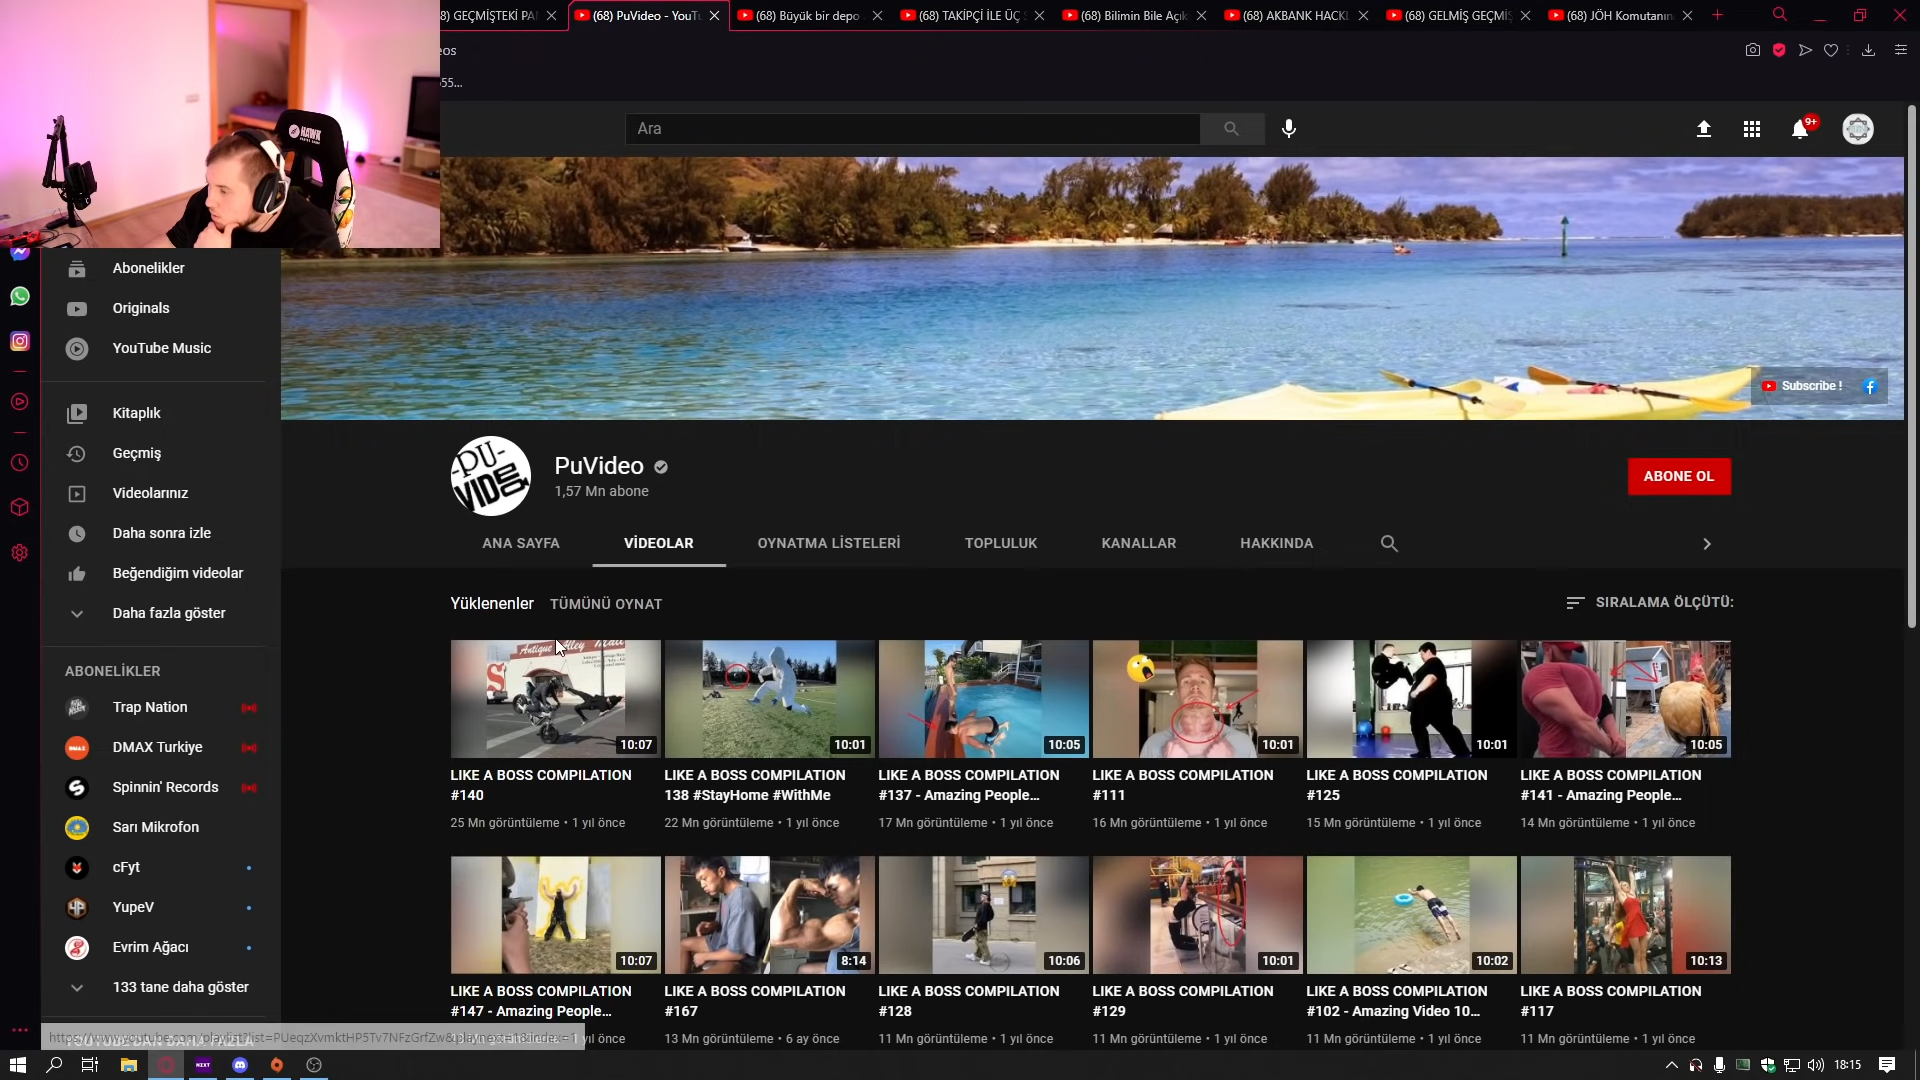 8) GEÇMİŞTEKİ PA
(68) PuVideo - YouTu
(68) Büyük bir depo
(68) TAKİPÇİ İLE ÜÇ
(68) Bilimin Bile Açık
(68) AKBANK HACKL
(68) GELMİŞ GEÇMİŞ
(68) JÖH Komutanın
eos
55...
HAWK
Ara
9+
Abonelikler
Originals
YouTube Music
Subscribe !
Kitaplık
Geçmiş
Videolarınız
Daha sonra izle
Beğendiğim videolar
Daha fazla göster
PU-
VIDEO
PuVideo
1,57 Mn abone
ABONE OL
ANA SAYFA
VİDEOLAR
OYNATMA LİSTELERİ
TOPLULUK
KANALLAR
HAKKINDA
Yüklenenler
TÜMÜNÜ OYNAT
SIRALAMA ÖLÇÜTÜ:
ABONELİKLER
Trap Nation
DMAX Turkiye
Spinnin' Records
Sarı Mikrofon
cFyt
YupeV
Evrim Ağacı
133 tane daha göster
10:07
10:01
10:05
10:01
10:01
10:05
LIKE A BOSS COMPILATION
#140
25 Mn görüntüleme • 1 yıl önce
LIKE A BOSS COMPILATION
138 #StayHome #WithMe
22 Mn görüntüleme • 1 yıl önce
LIKE A BOSS COMPILATION
#137 - Amazing People...
17 Mn görüntüleme • 1 yıl önce
LIKE A BOSS COMPILATION
#111
16 Mn görüntüleme • 1 yıl önce
LIKE A BOSS COMPILATION
#125
15 Mn görüntüleme • 1 yıl önce
LIKE A BOSS COMPILATION
#141 - Amazing People...
14 Mn görüntüleme • 1 yıl önce
10:07
8:14
10:06
10:01
10:02
10:13
LIKE A BOSS COMPILATION
#147 - Amazing People...
yıl önce
LIKE A BOSS COMPILATION
#167
13 Mn görüntüleme • 6 ay önce
LIKE A BOSS COMPILATION
#128
11 Mn görüntüleme • 1 yıl önce
LIKE A BOSS COMPILATION
#129
11 Mn görüntüleme • 1 yıl önce
LIKE A BOSS COMPILATION
#102 - Amazing Video 10...
11 Mn görüntüleme • 1 yıl önce
LIKE A BOSS COMPILATION
#117
11 Mn görüntüleme • 1 yıl önce
NZXT
18:15